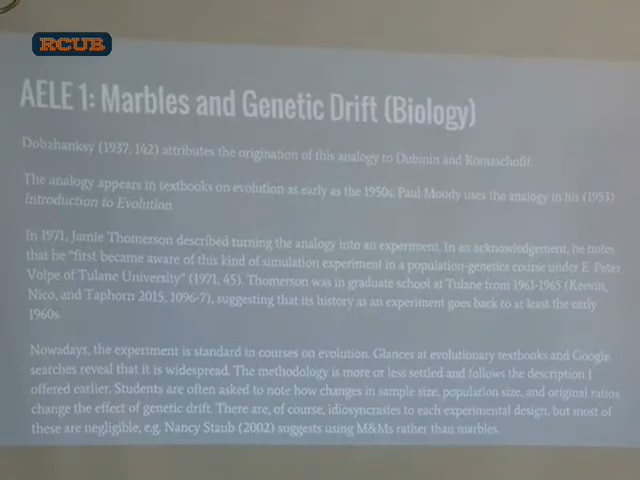 RCUB
AELE 1: Marbles and Genetic Drift (Biology)
Dobzhansky (1937, 142) attributes the origination of this analogy to Dubinin and Romaschoff.
The analogy appears in textbooks on evolution as early as the 1950s. Paul Moody uses the analogy in his (1953)
Introduction to Evolution
In 1971, Jamie Thomerson described turning the analogy into an experiment. In an acknowledgement, he notes
that he "first became aware of this kind of simulation experiment in a population-genetics course under E. Peter
Volpe of Tulane University" (1971, 45). Thomerson was in graduate school at Tulane from 1961-1965 (Keevin,
Nico, and Taphorn 2015, 1096-7), suggesting that its history as an experiment goes back to at least the early
1960s.
Nowadays, the experiment is standard in courses on evolution. Glances at evolutionary textbooks and Google
searches reveal that it is widespread. The methodology is more or less settled and follows the description I
offered earlier. Students are often asked to note how changes in sample size, population size, and original ratios
change the effect of genetic drift. There are, of course, idiosyncrasies to each experimental design, but most of
these are negligible, e.g. Nancy Staub (2002) suggests using M&Ms rather than marbles.